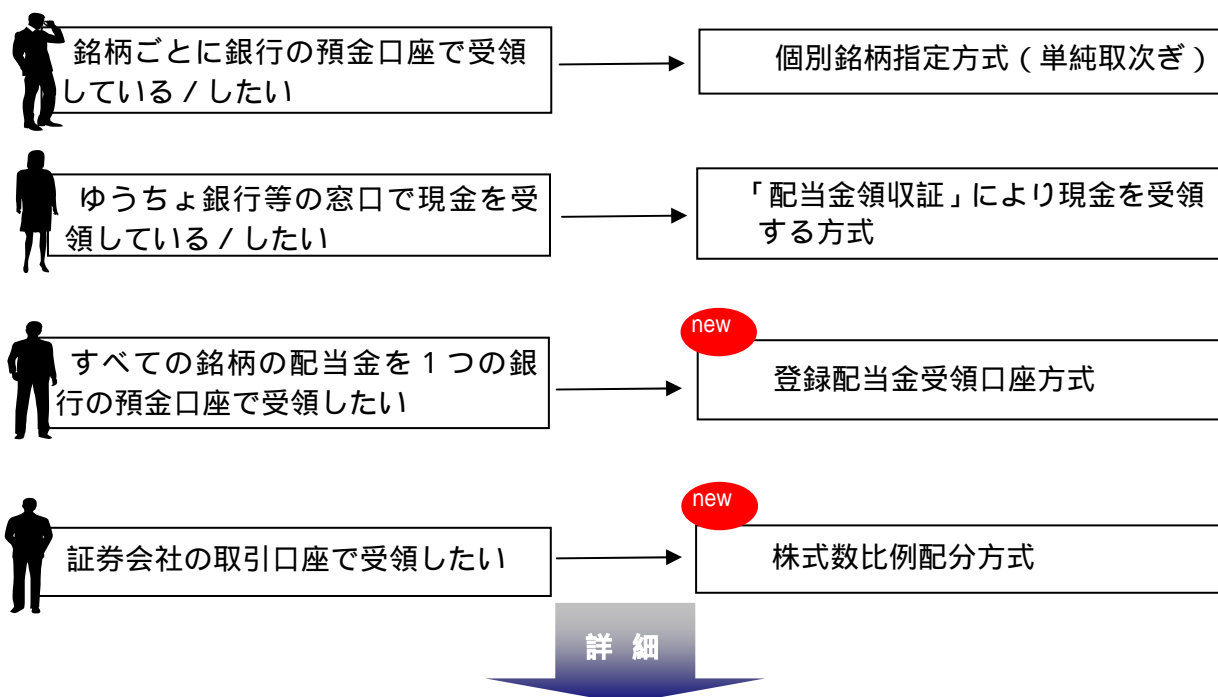 銘柄ごとに銀行の預金口座で受領
している / したい
個別銘柄指定方式 ( 単純取次ぎ )
ゆうちょ銀行等の窓口で現金を受
領している / したい
「配当金領収証」により現金を受領
する方式
new
すべての銘柄の配当金を 1 つの銀
行の預金口座で受領したい
登録配当金受領口座方式
new
証券会社の取引口座で受領したい
株式数比例配分方式
詳 細